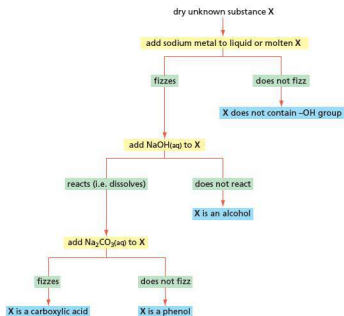 dry unknown substance X
add sodium metal to liquid or molten X
fizzes
does not fizz
X does not contain –OH group
add NaOH(aq) to X
reacts (i.e. dissolves)
does not react
X is an alcohol
add Na₂CO₃(aq) to X
fizzes
does not fizz
X is a carboxylic acid
X is a phenol